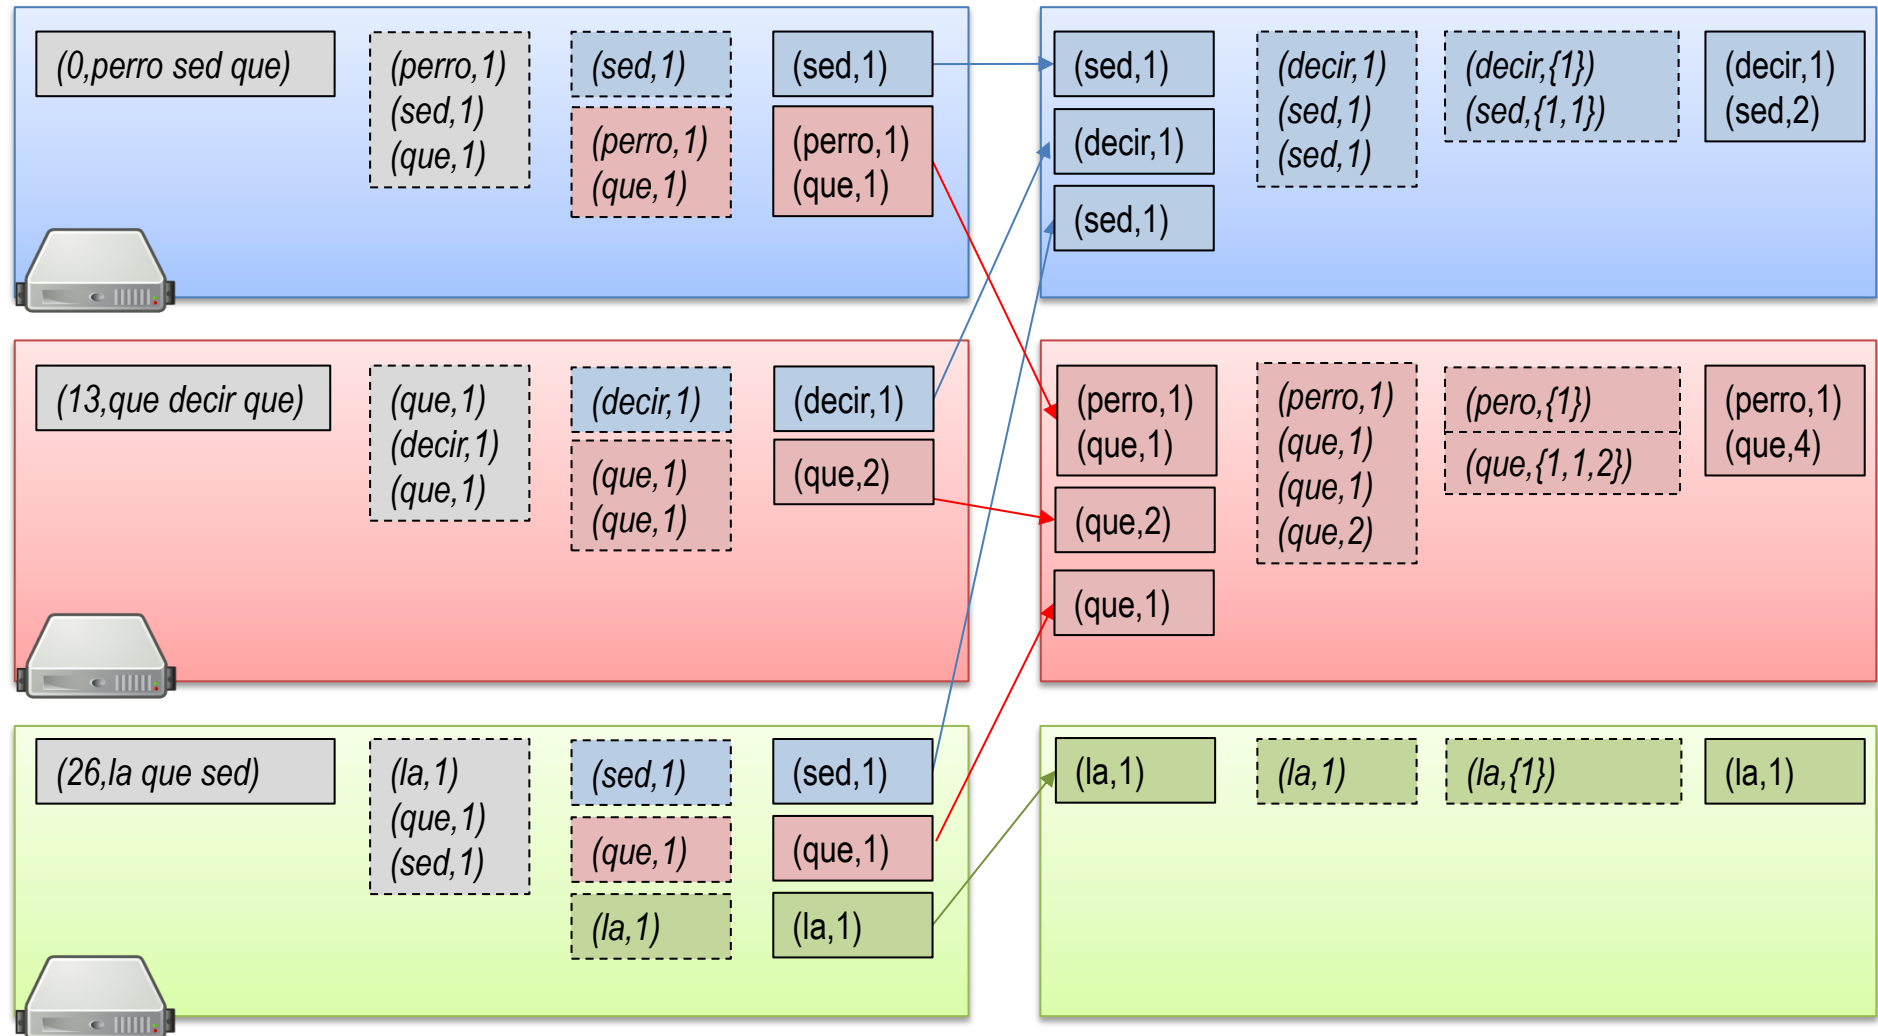 (0,perro sed que)
(perro,1)
(sed,1)
(que,1)
(sed,1)
(perro,1)
(que,1)
(sed,1)
(perro,1)
(que,1)
(sed,1)
(decir,1)
(sed,1)
(decir,1)
(sed,1)
(sed,1)
(decir,{1})
(sed,{1,1})
(decir,1)
(sed,2)
(13,que decir que)
(que,1)
(decir,1)
(que,1)
(decir,1)
(que,1)
(que,1)
(decir,1)
(que,2)
(perro,1)
(que,1)
(que,2)
(que,1)
(perro,1)
(que,1)
(que,1)
(que,2)
(pero,{1})
(que,{1,1,2})
(perro,1)
(que,4)
(26,la que sed)
(la,1)
(que,1)
(sed,1)
(sed,1)
(que,1)
(la,1)
(sed,1)
(que,1)
(la,1)
(la,1)
(la,1)
(la,{1})
(la,1)